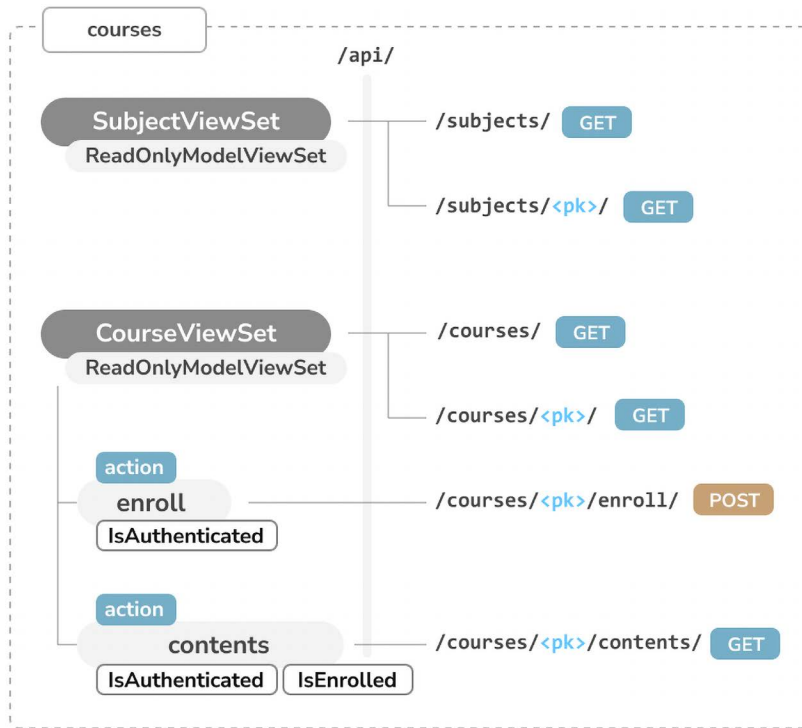 courses
/api/
SubjectViewSet
ReadOnlyModelViewSet
/subjects/ GET
/subjects/<pk>/ GET
CourseViewSet
ReadOnlyModelViewSet
/courses/ GET
/courses/<pk>/ GET
action
enroll
IsAuthenticated
/courses/<pk>/enroll/ POST
action
contents
IsAuthenticated IsEnrolled
/courses/<pk>/contents/ GET